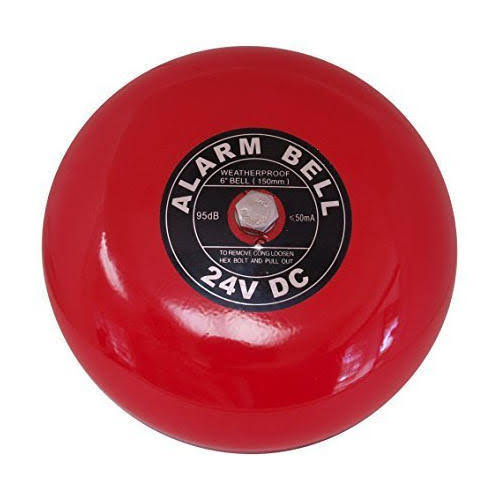 ALARM BELL
WEATHERPROOF
6" BELL ( 150mm )
95dB
≤50mA
TO REMOVE GONG LOOSEN
HEX BOLT AND PULL OUT
24V DC